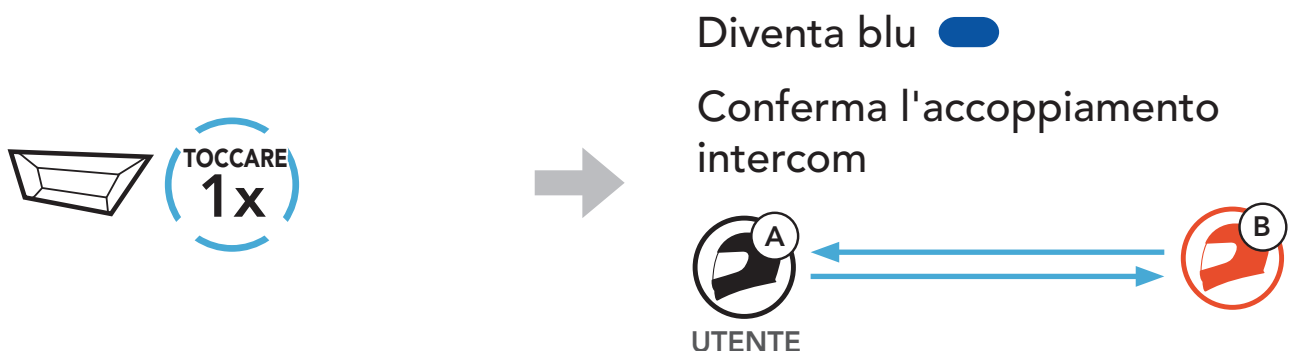 Diventa blu
Conferma l'accoppiamento
intercom
TOCCARE
1x
A
B
UTENTE